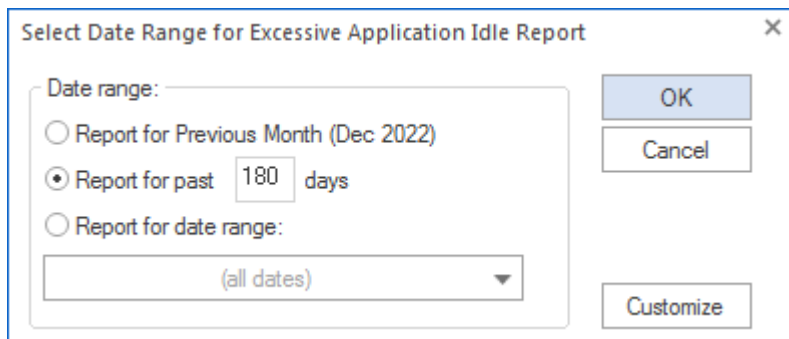 Select Date Range for Excessive Application Idle Report
Date range:
OK
Report for Previous Month (Dec 2022)
Cancel
Report for past 180 days
Report for date range:
(all dates)
Customize